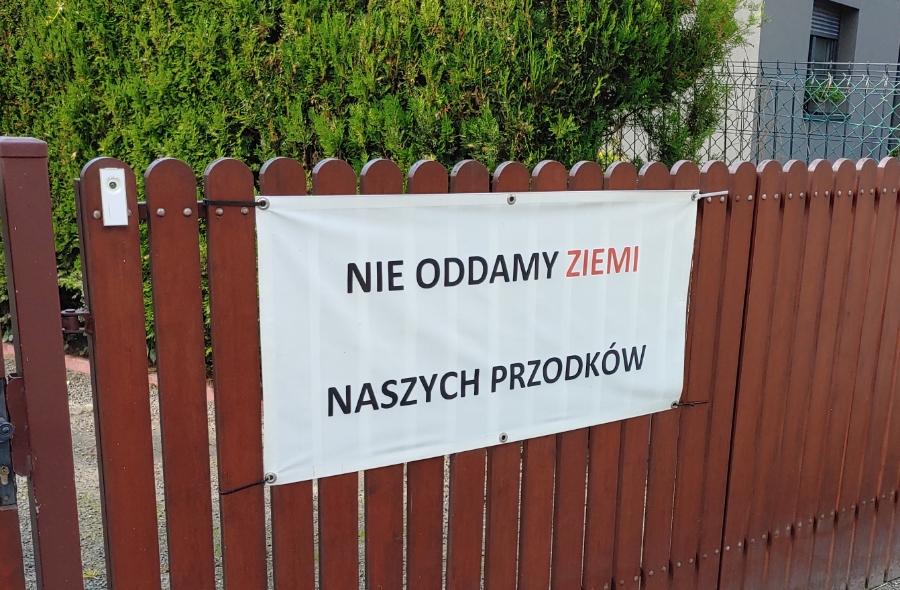 NIE ODDAMY ZIEMI
NASZYCH PRZODKÓW